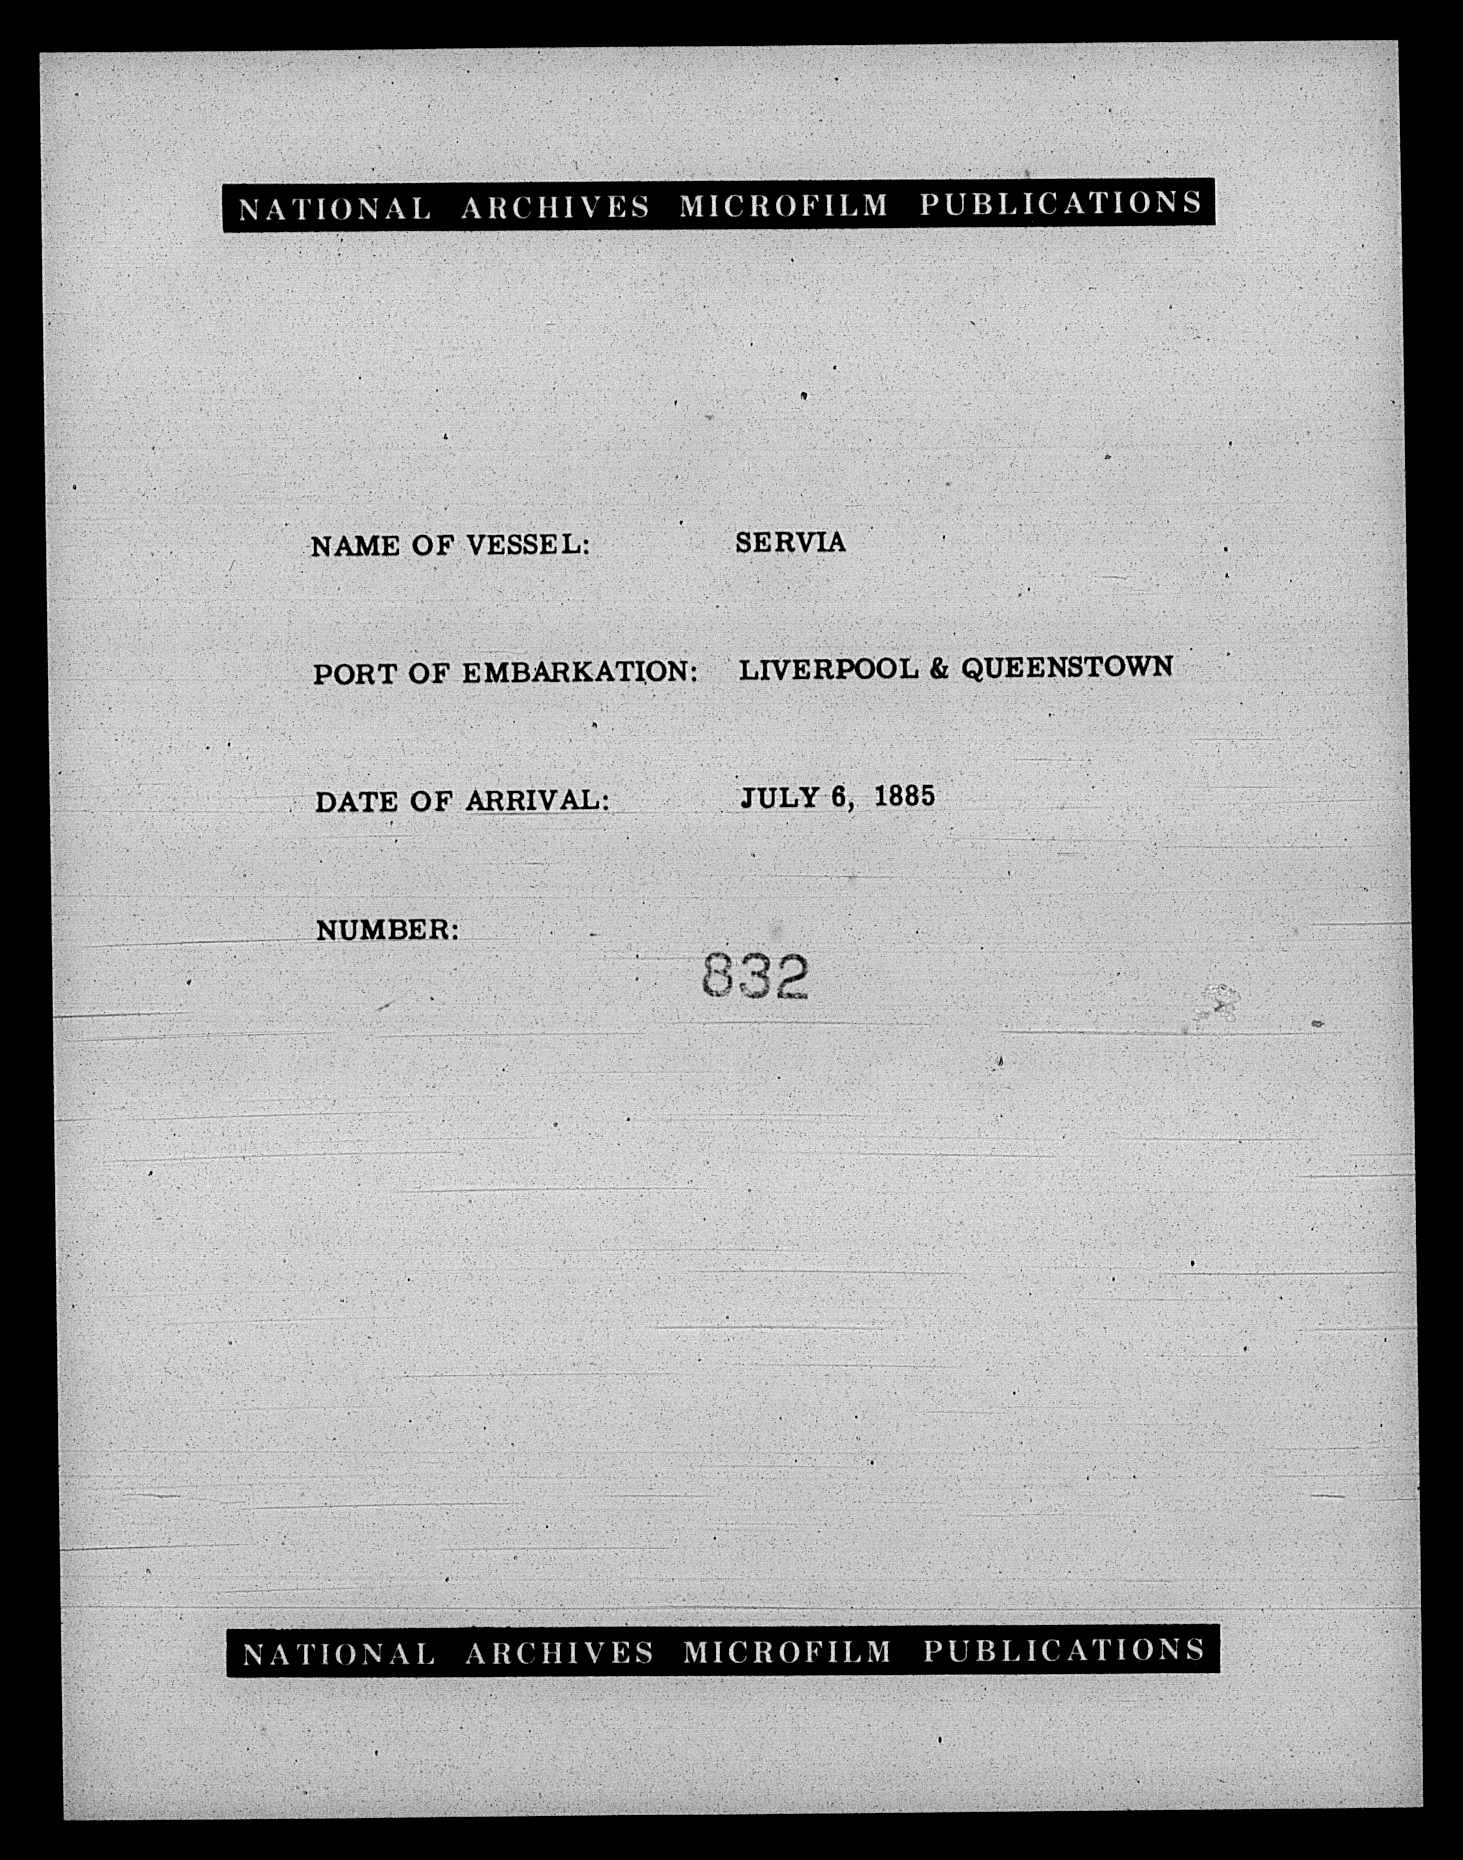 NATIONAL ARCHIVES MICROFILM PUBLICATIONS
NAME OF VESSEL: SERVIA
PORT OF EMBARKATION: LIVERPOOL & QUEENSTOWN
DATE OF ARRIVAL: JULY 6, 1885
NUMBER:
832
NATIONAL ARCHIVES MICROFILM PUBLICATIONS